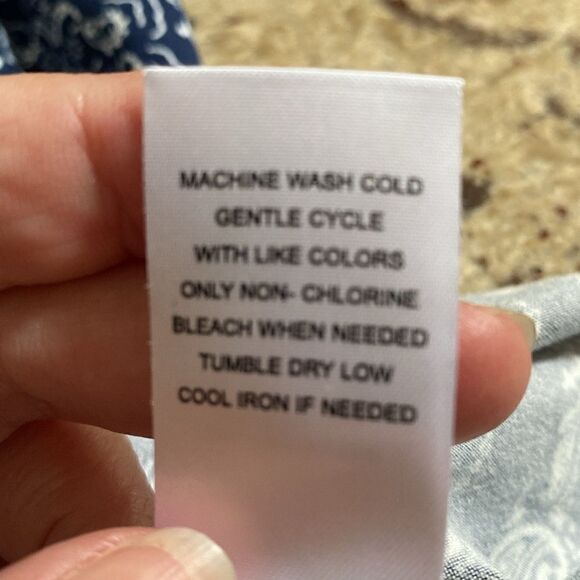 MACHINE WASH COLD
GENTLE CYCLE
WITH LIKE COLORS
ONLY NON- CHLORINE
BLEACH WHEN NEEDED
TUMBLE DRY LOW
COOL IRON IF NEEDED